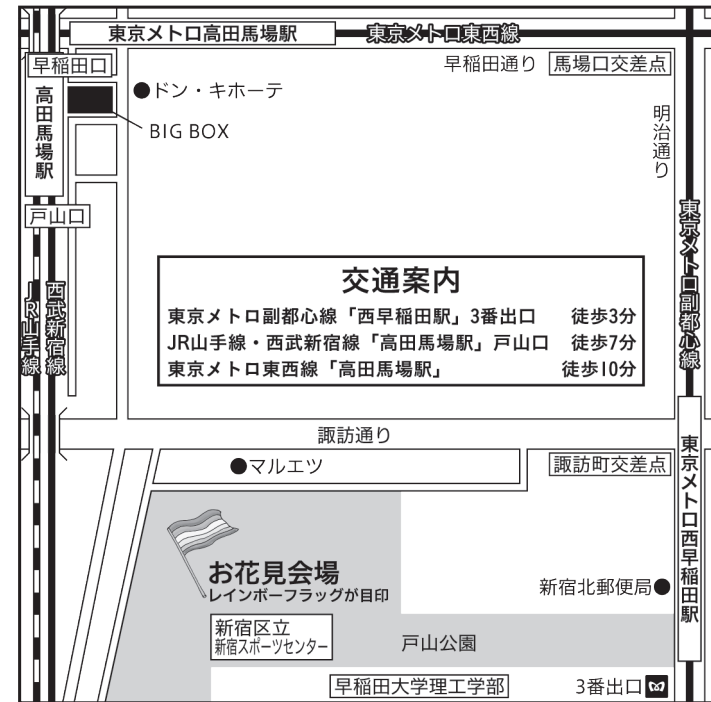 東京メトロ高田馬場駅
東京メトロ東西線
早稲田口
早稲田通り
馬場口交差点
高田馬場駅
ドン・キホーテ
BIG BOX
明治通り
戸山口
東京メトロ副都心線
交通案内
東京メトロ副都心線「西早稲田駅」3番出口 徒歩3分
JR山手線・西武新宿線「高田馬場駅」戸山口 徒歩7分
東京メトロ東西線「高田馬場駅」 徒歩10分
JR山手線
西武新宿線
諏訪通り
マルエツ
諏訪町交差点
東京メトロ西早稲田駅
お花見会場
レインボーフラッグが目印
新宿北郵便局
新宿区立
新宿スポーツセンター
戸山公園
早稲田大学理工学部
3番出口